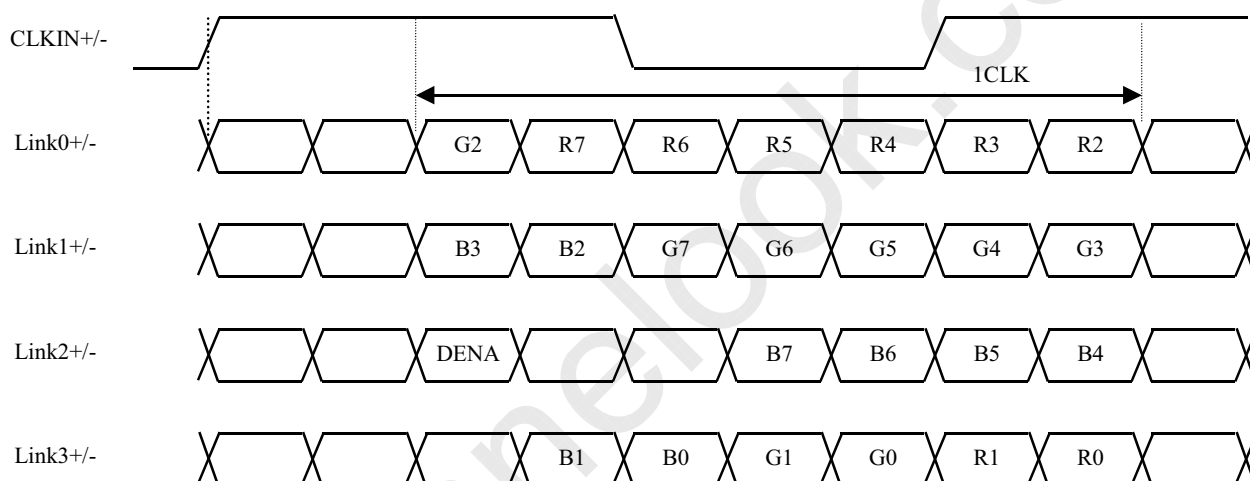 CLKIN+/-
1CLK
Link0+/- G2 R7 R6 R5 R4 R3 R2
Link1+/- B3 B2 G7 G6 G5 G4 G3
Link2+/- DENA B7 B6 B5 B4
Link3+/- B1 B0 G1 G0 R1 R0
nelook.c